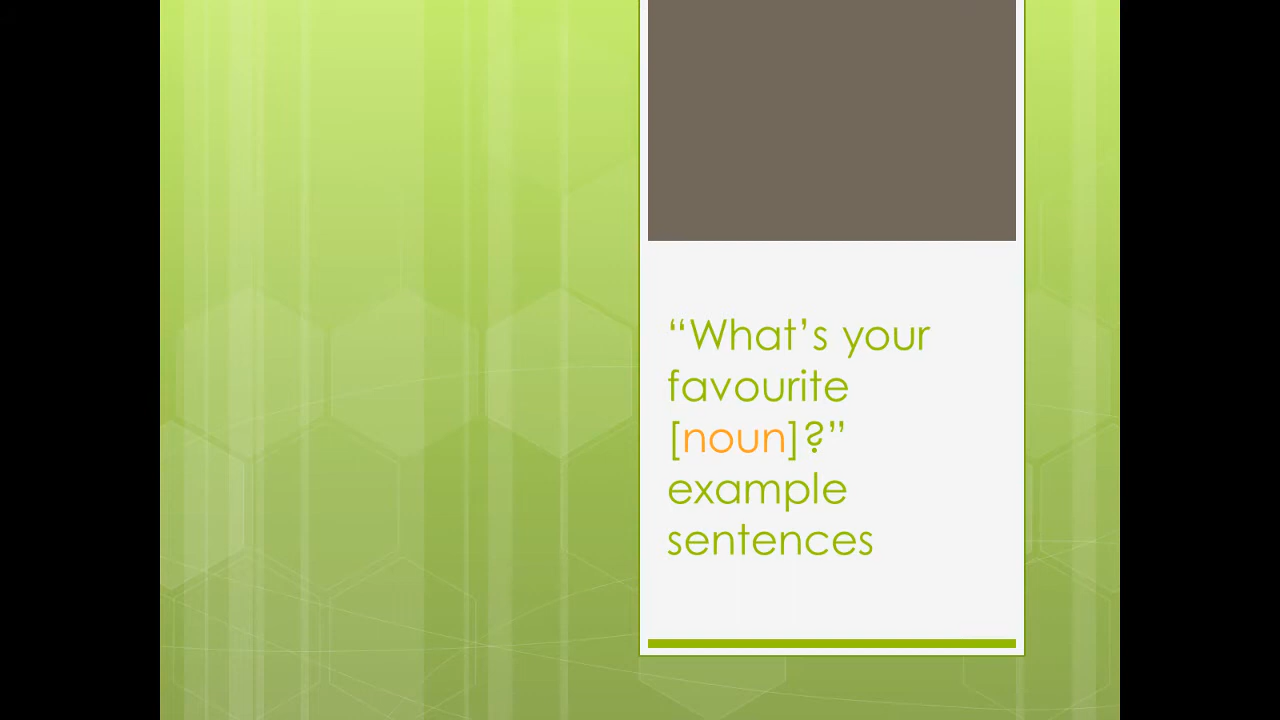 “What’s your
favourite
[noun]?”
example
sentences